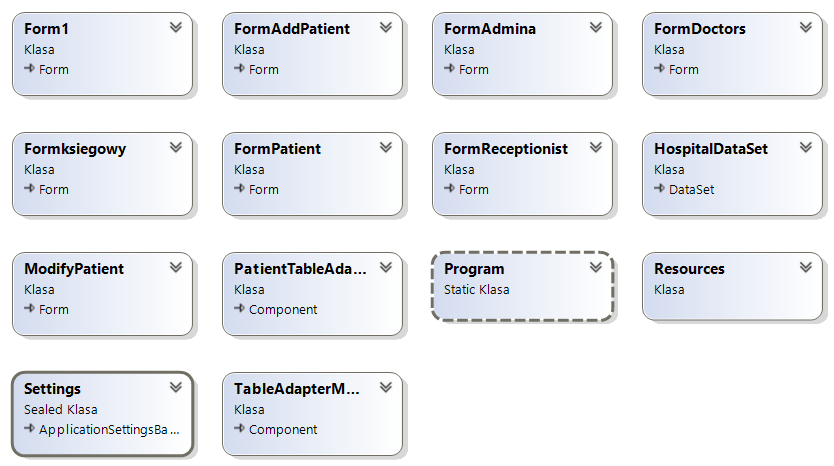 Form1
Klasa
Form
FormAddPatient
Klasa
Form
FormAdmina
Klasa
Form
FormDoctors
Klasa
Form
Formksiegowy
Klasa
Form
FormPatient
Klasa
Form
FormReceptionist
Klasa
Form
HospitalDataSet
Klasa
DataSet
ModifyPatient
Klasa
Form
PatientTableAda...
Klasa
Component
Program
Static Klasa
Resources
Klasa
Settings
Sealed Klasa
ApplicationSettingsBa...
TableAdapterM...
Klasa
Component